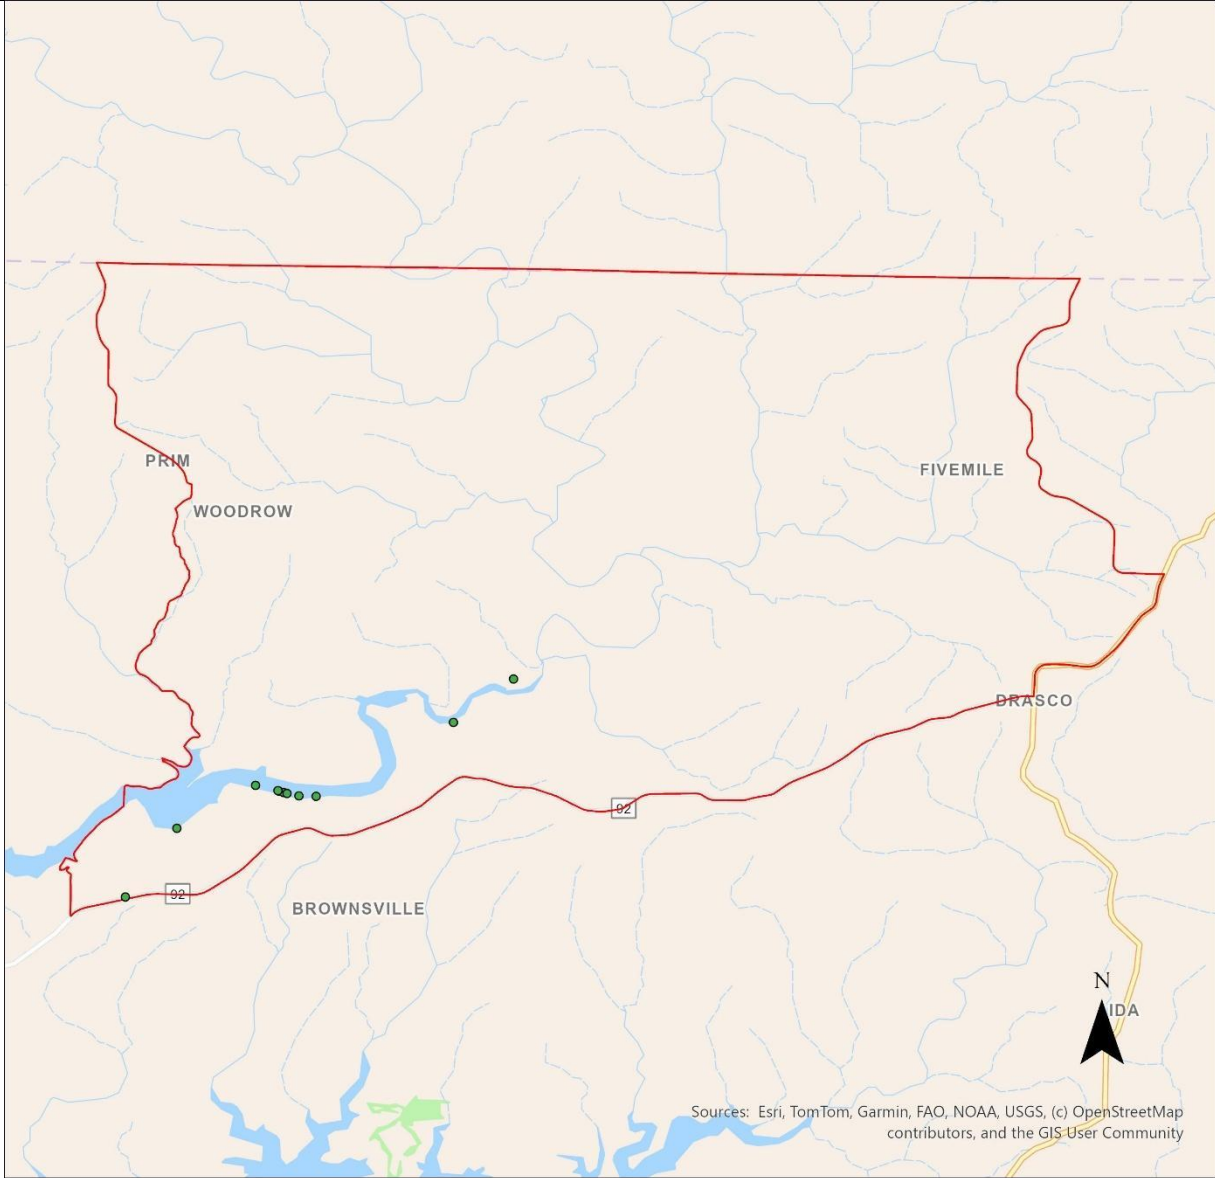 PRIM
FIVEMILE
WOODROW
DRASCO
92
92
BROWNSVILLE
N
IDA
Sources: Esri, TomTom, Garmin, FAO, NOAA, USGS, (c) OpenStreetMap
contributors, and the GIS User Community